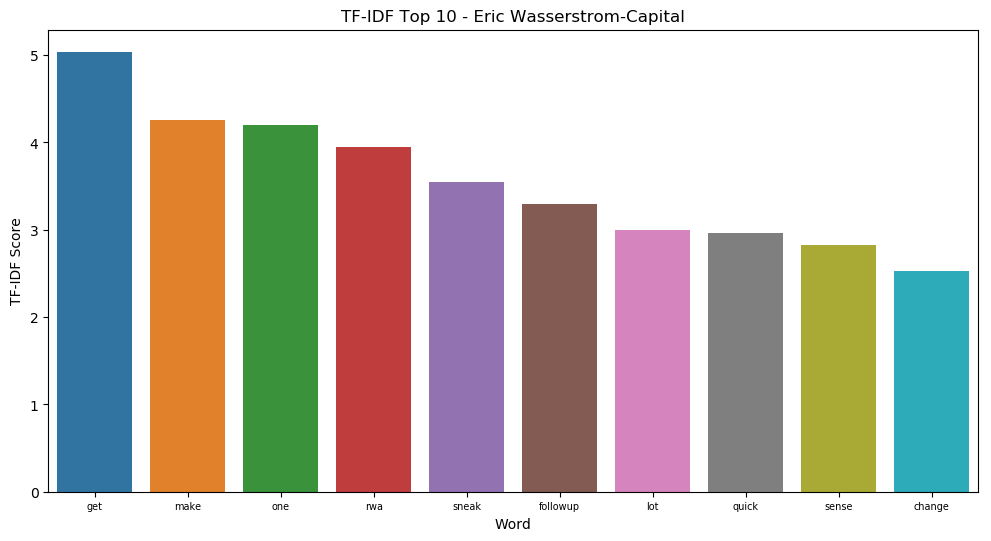 TF-IDF Top 10 - Eric Wasserstrom-Capital
5
4
3
2
1
0
TF-IDF Score
get make one rwa sneak followup lot quick sense change
Word